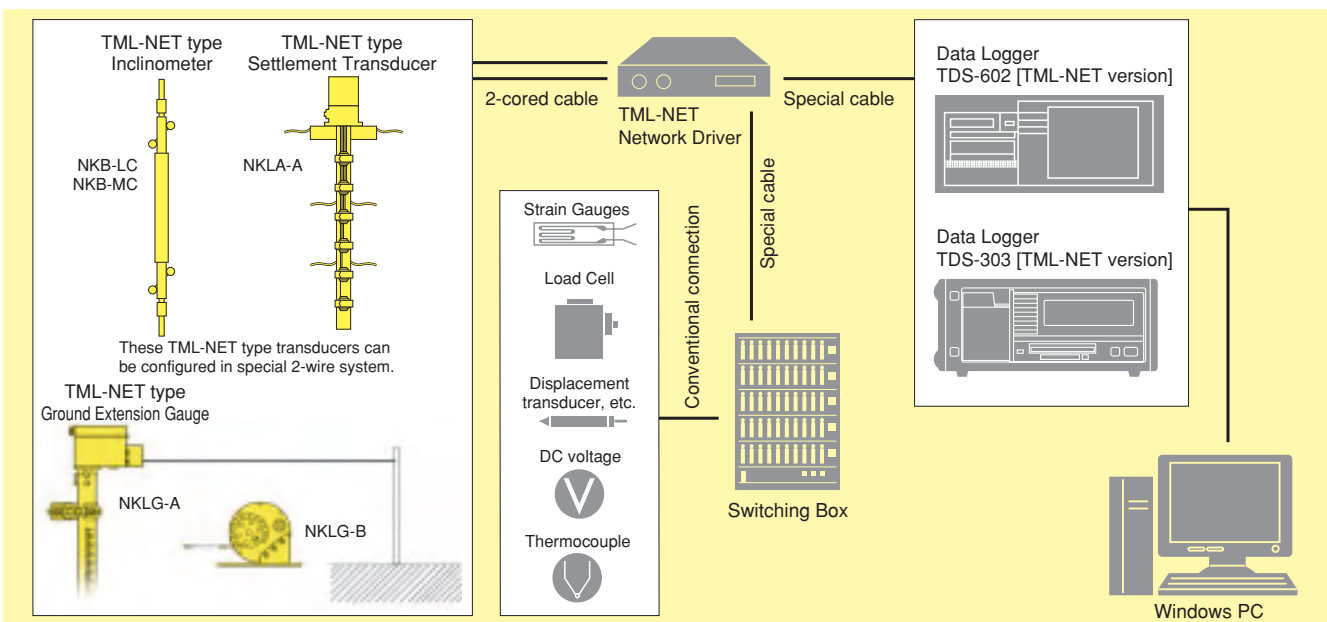 TML-NET type
Inclinometer
TML-NET type
Settlement Transducer
NKB-LC
NKB-MC
NKLA-A
These TML-NET type transducers can
be configured in special 2-wire system.
TML-NET type
Ground Extension Gauge
NKLG-A
NKLG-B
2-cored cable
TML-NET
Network Driver
Special cable
Special cable
Conventional connection
Strain Gauges
Load Cell
Displacement
transducer, etc.
DC voltage
V
Thermocouple
Switching Box
Data Logger
TDS-602 [TML-NET version]
Data Logger
TDS-303 [TML-NET version]
Windows PC